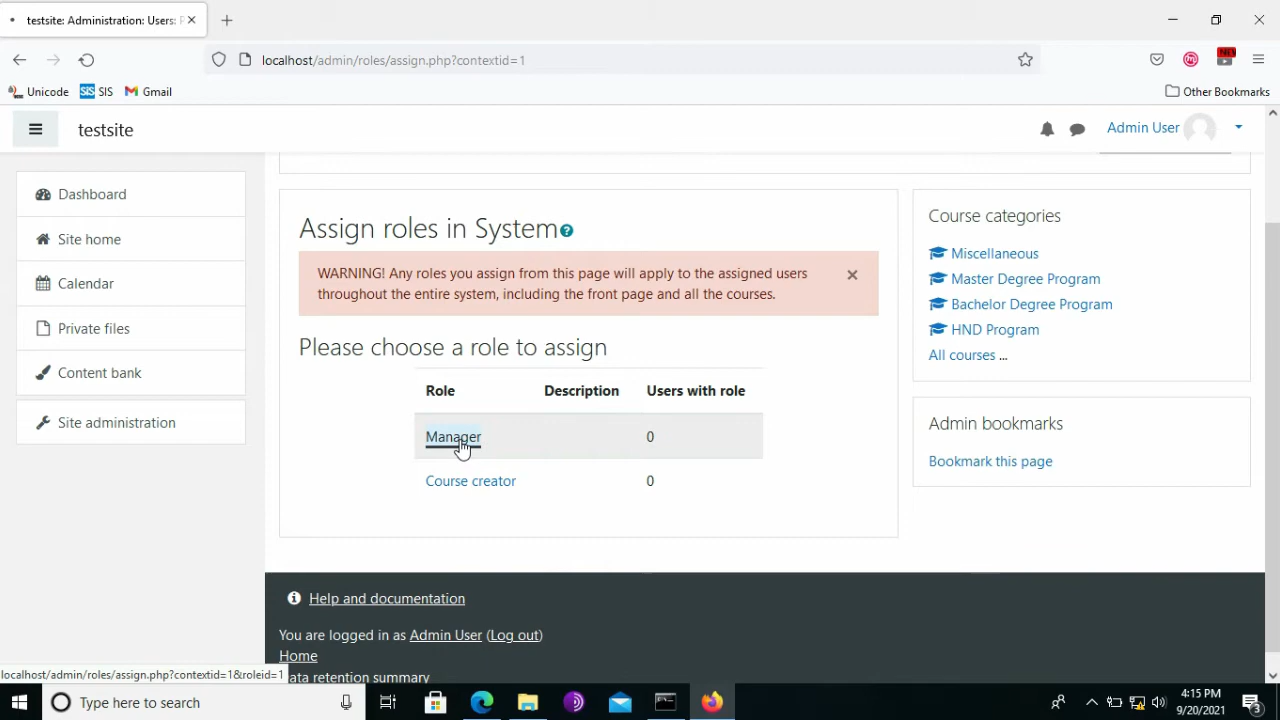 testsite: Administration: Users:
localhost/admin/roles/assign.php?contextid=1
NEW
Unicode
SiS SIS
Gmail
Other Bookmarks
testsite
Admin User
Dashboard
Site home
Calendar
Private files
Content bank
Site administration
Assign roles in System
WARNING! Any roles you assign from this page will apply to the assigned users
throughout the entire system, including the front page and all the courses.
Please choose a role to assign
Role Description Users with role
Manager 0
Course creator 0
Course categories
Miscellaneous
Master Degree Program
Bachelor Degree Program
HND Program
All courses ...
Admin bookmarks
Bookmark this page
Help and documentation
You are logged in as Admin User (Log out)
Home
Data retention summary
localhost/admin/roles/assign.php?contextid=1&roleid=1
Type here to search
4:15 PM
9/20/2021
3